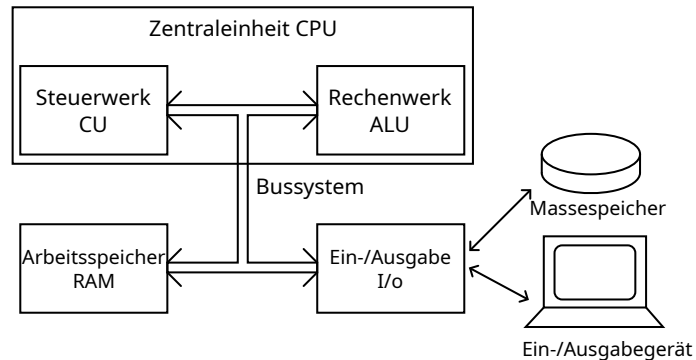 Zentraleinheit CPU
Steuerwerk
CU
Rechenwerk
ALU
Bussystem
Massespeicher
Arbeitsspeicher
RAM
Ein-/Ausgabe
I/o
Ein-/Ausgabegerät